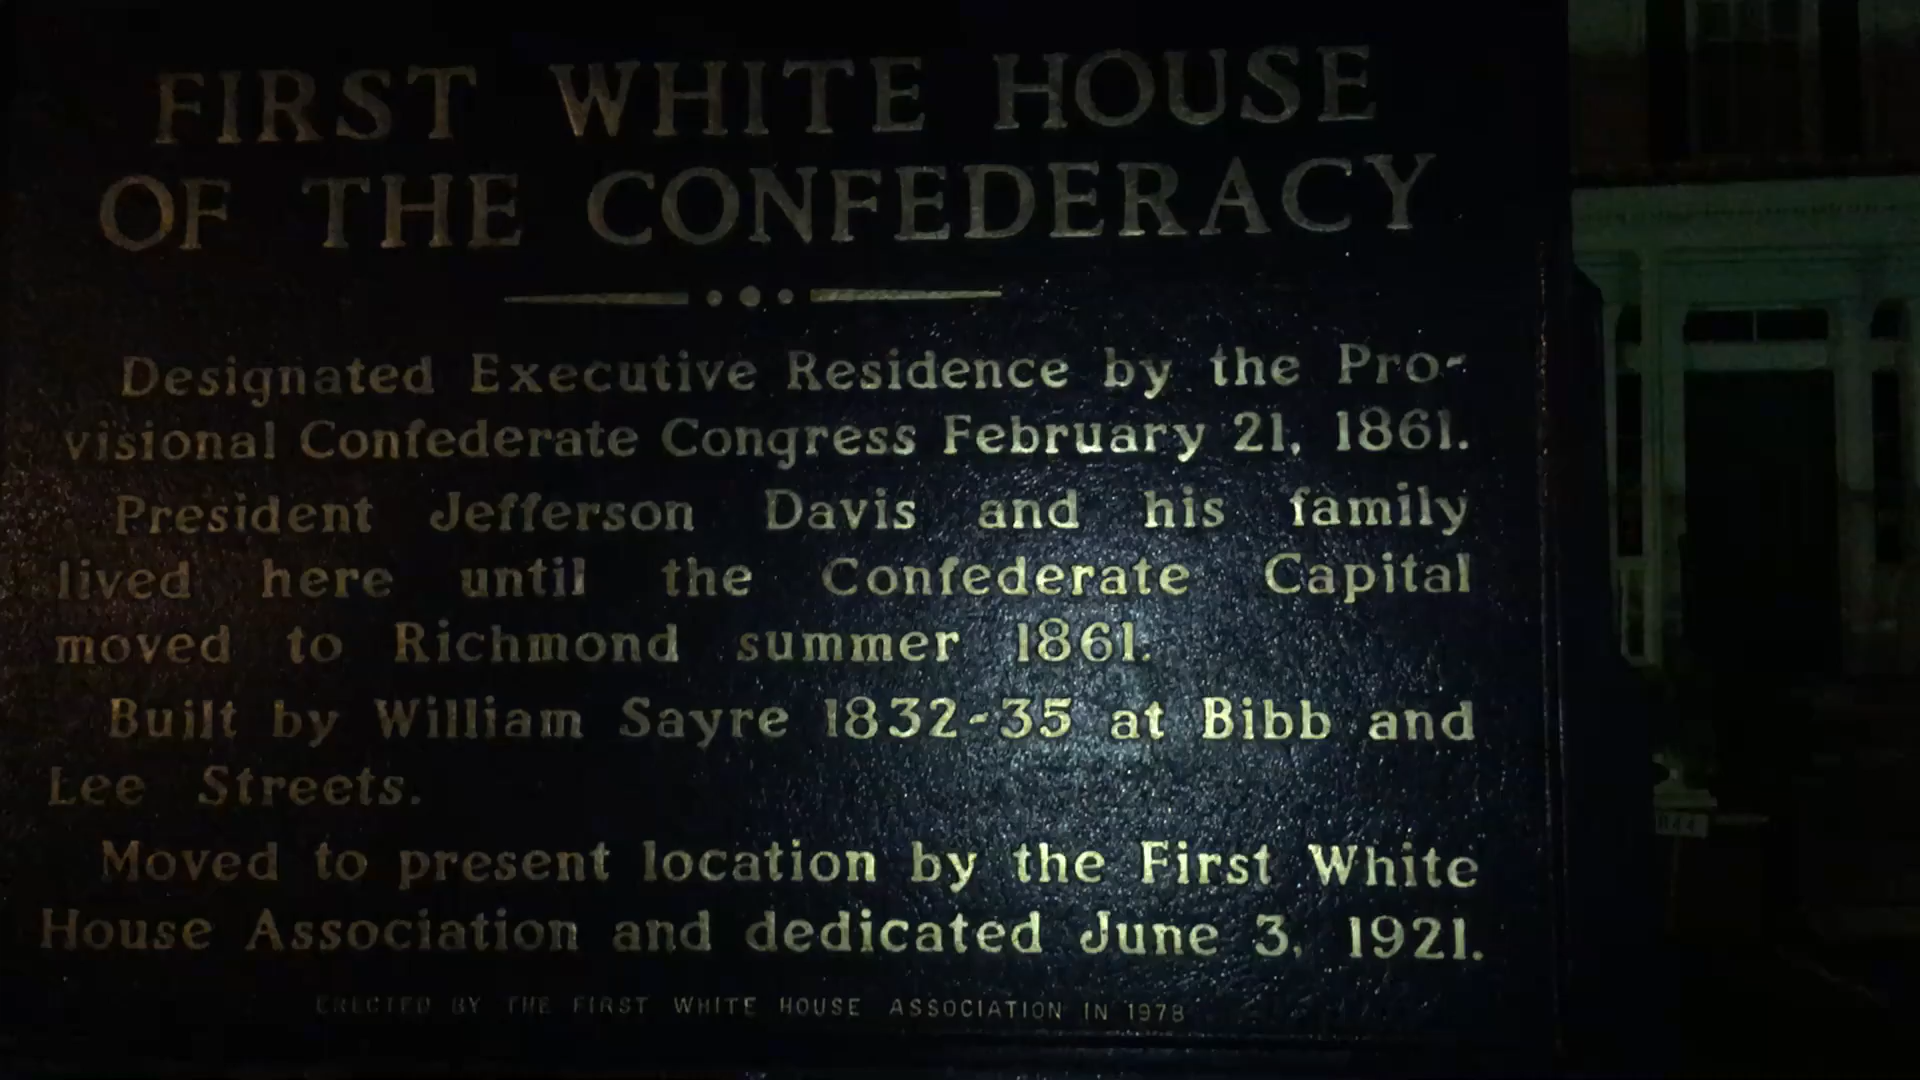 FIRST WHITE HOUSE
OF THE CONFEDERACY
Designated Executive Residence by the Pro-
visional Confederate Congress February 21, 1861.
President Jefferson Davis and his family
lived here until the Confederate Capital
moved to Richmond summer 1861.
Built by William Sayre 1832-35 at Bibb and
Lee Streets.
Moved to present location by the First White
House Association and dedicated June 3, 1921.
ERECTED BY THE FIRST WHITE HOUSE ASSOCIATION IN 1978